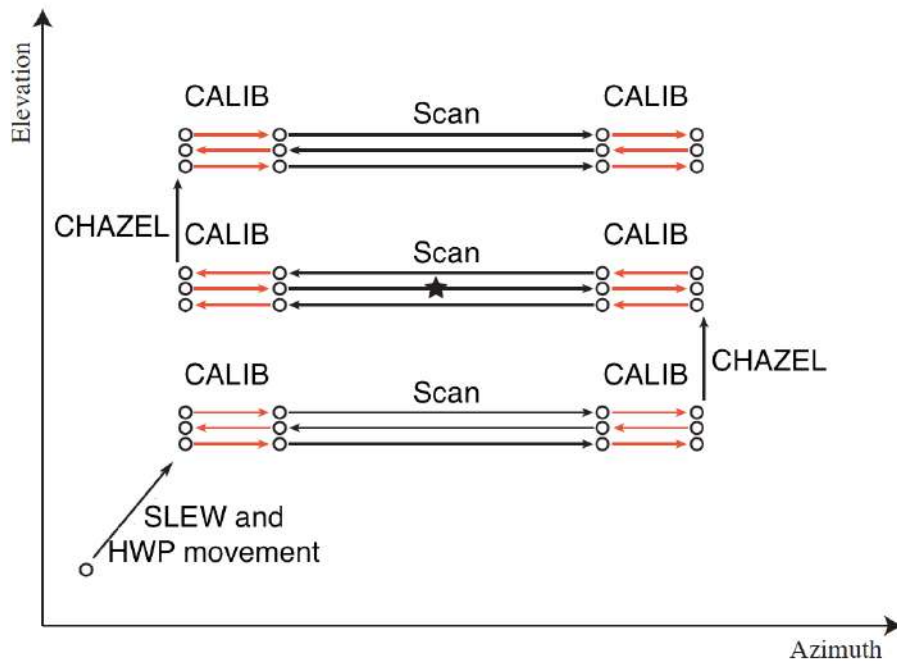 Elevation
CALIB
CALIB
Scan
CHAZEL
CALIB
CALIB
Scan
CALIB
CALIB
Scan
CHAZEL
SLEW and
HWP movement
Azimuth